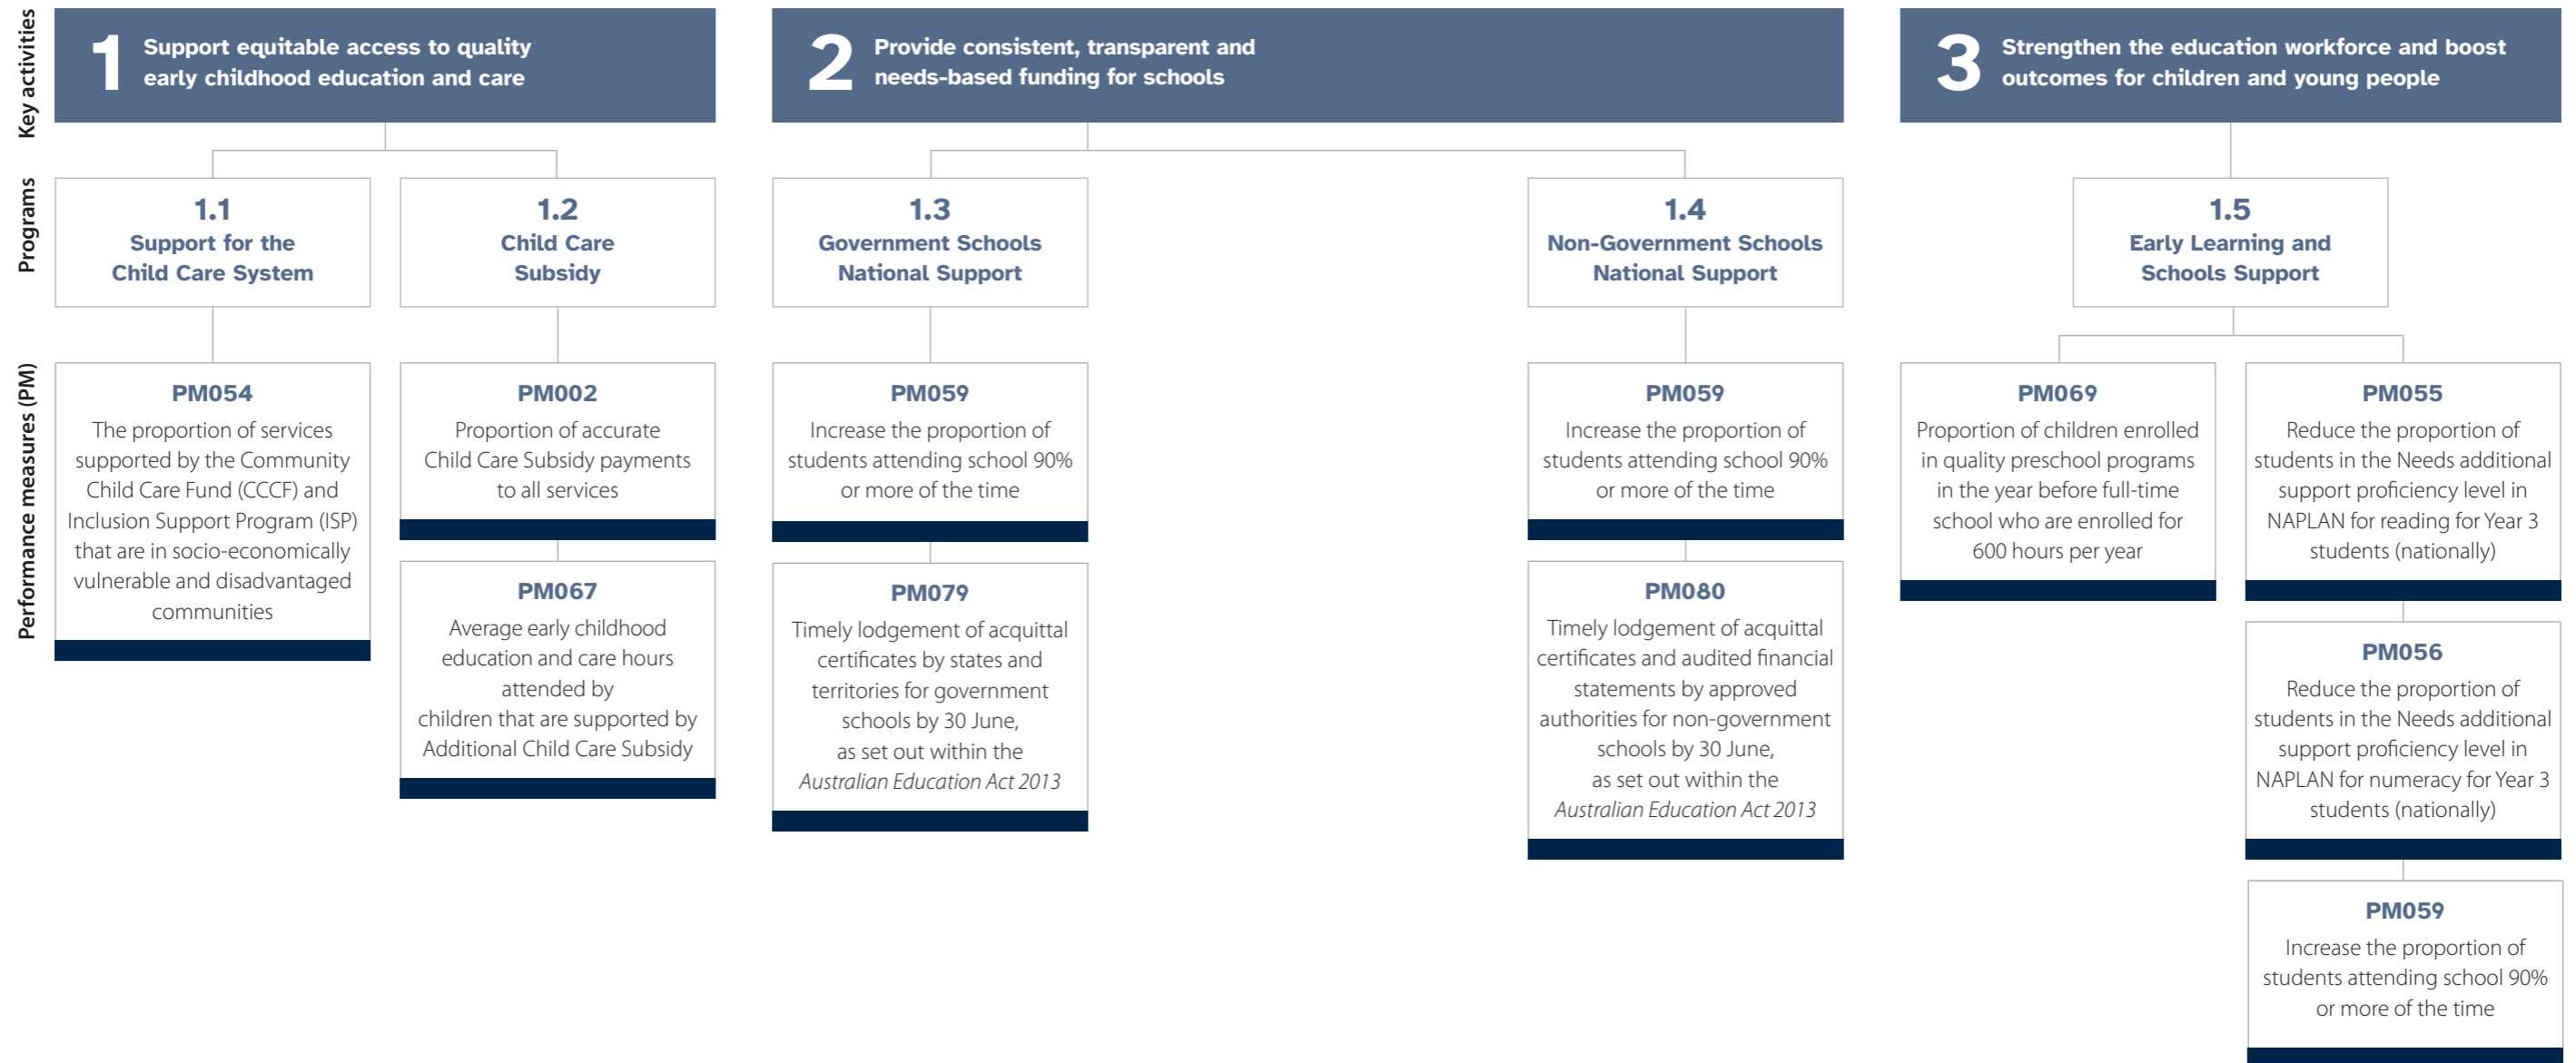 Key activities
1
Support equitable access to quality
early childhood education and care
2
Provide consistent, transparent and
needs-based funding for schools
3
Strengthen the education workforce and boost
outcomes for children and young people
Programs
1.1
Support for the
Child Care System
1.2
Child Care
Subsidy
1.3
Government Schools
National Support
1.4
Non-Government Schools
National Support
1.5
Early Learning and
Schools Support
Performance measures (PM)
PM054
The proportion of services
supported by the Community
Child Care Fund (CCCF) and
Inclusion Support Program (ISP)
that are in socio-economically
vulnerable and disadvantaged
communities
PM002
Proportion of accurate
Child Care Subsidy payments
to all services
PM067
Average early childhood
education and care hours
attended by
children that are supported by
Additional Child Care Subsidy
PM059
Increase the proportion of
students attending school 90%
or more of the time
PM079
Timely lodgement of acquittal
certificates by states and
territories for government
schools by 30 June,
as set out within the
Australian Education Act 2013
PM059
Increase the proportion of
students attending school 90%
or more of the time
PM080
Timely lodgement of acquittal
certificates and audited financial
statements by approved
authorities for non-government
schools by 30 June,
as set out within the
Australian Education Act 2013
PM069
Proportion of children enrolled
in quality preschool programs
in the year before full-time
school who are enrolled for
600 hours per year
PM055
Reduce the proportion of
students in the Needs additional
support proficiency level in
NAPLAN for reading for Year 3
students (nationally)
PM056
Reduce the proportion of
students in the Needs additional
support proficiency level in
NAPLAN for numeracy for Year 3
students (nationally)
PM059
Increase the proportion of
students attending school 90%
or more of the time